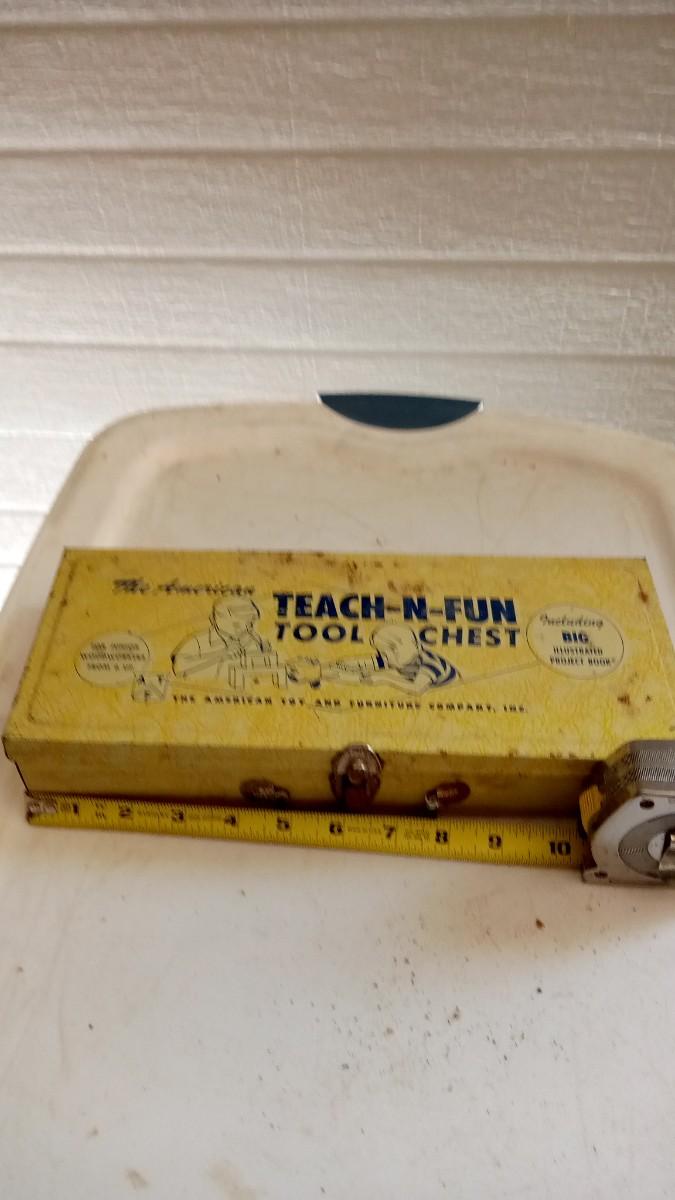 The American
TEACH-N-FUN
TOOL CHEST
Including
BIG
ILLUSTRATED
PROJECT BOOK
THE AMERICAN TOY AND FURNITURE COMPANY, INC.
1 2 3 4 5 6 7 8 9 10